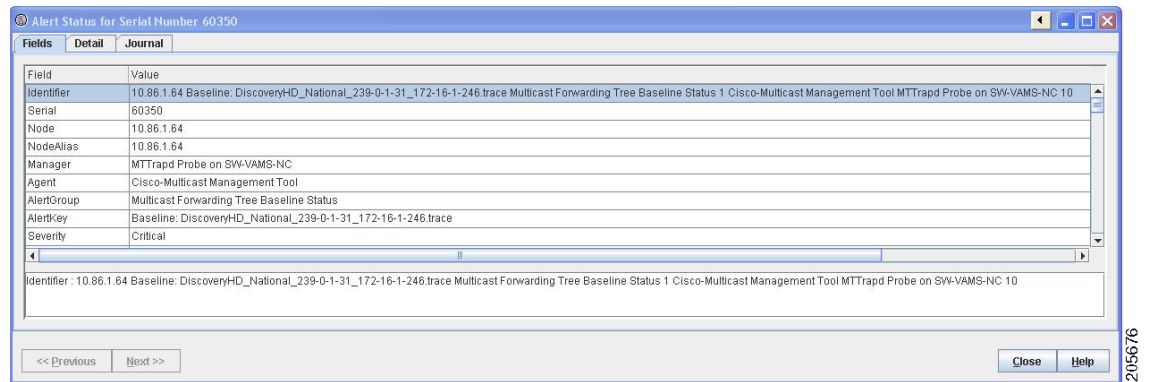 Alert Status for Serial Number 60350
Fields Detail Journal
Field Value
Identifier 10.86.1.64 Baseline: DiscoveryHD_National_239-0-1-31_172-16-1-246.trace Multicast Forwarding Tree Baseline Status 1 Cisco-Multicast Management Tool MTTrapd Probe on SW-VAMS-NC 10
Serial 60350
Node 10.86.1.64
NodeAlias 10.86.1.64
Manager MTTrapd Probe on SW-VAMS-NC
Agent Cisco-Multicast Management Tool
AlertGroup Multicast Forwarding Tree Baseline Status
AlertKey Baseline: DiscoveryHD_National_239-0-1-31_172-16-1-246.trace
Severity Critical
Identifier : 10.86.1.64 Baseline: DiscoveryHD_National_239-0-1-31_172-16-1-246.trace Multicast Forwarding Tree Baseline Status 1 Cisco-Multicast Management Tool MTTrapd Probe on SW-VAMS-NC 10
<< Previous Next >> Close Help
205676